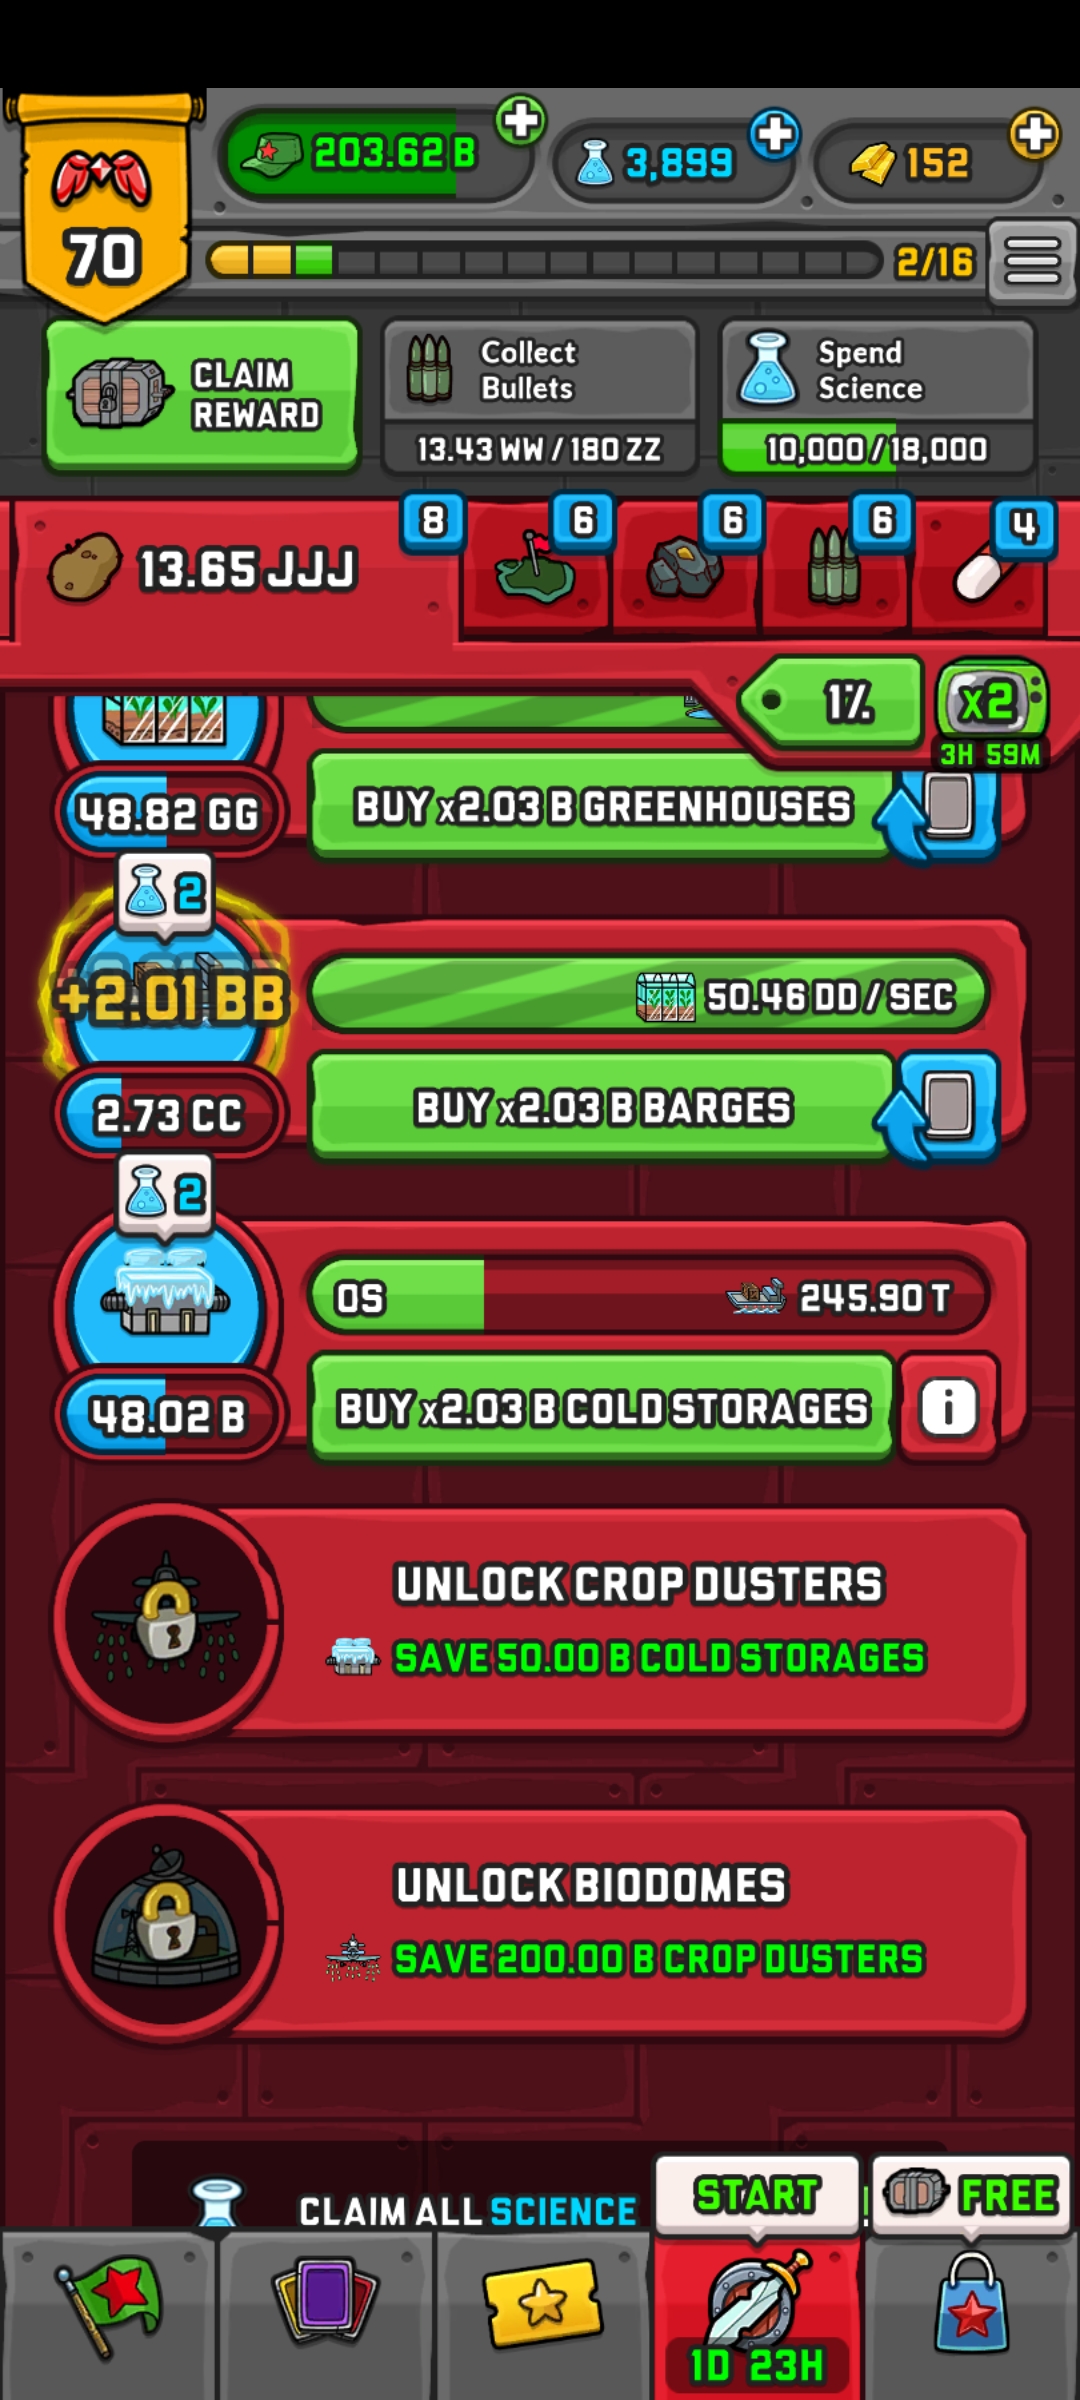 70
203.62 B
3,899
152
2/16
CLAIM
REWARD
Collect
Bullets
13.43 WW / 180 ZZ
Spend
Science
10,000 / 18,000
13.65 JJJ
8
6
6
6
4
1%
x2
3H 59M
48.82 GG
BUY x2.03 B GREENHOUSES
2
+2.01 BB
50.46 DD / SEC
2.73 CC
BUY x2.03 B BARGES
2
0S
245.90 T
48.02 B
BUY x2.03 B COLD STORAGES
i
UNLOCK CROP DUSTERS
SAVE 50.00 B COLD STORAGES
UNLOCK BIODOMES
SAVE 200.00 B CROP DUSTERS
CLAIM ALL SCIENCE
START
FREE
1D 23H